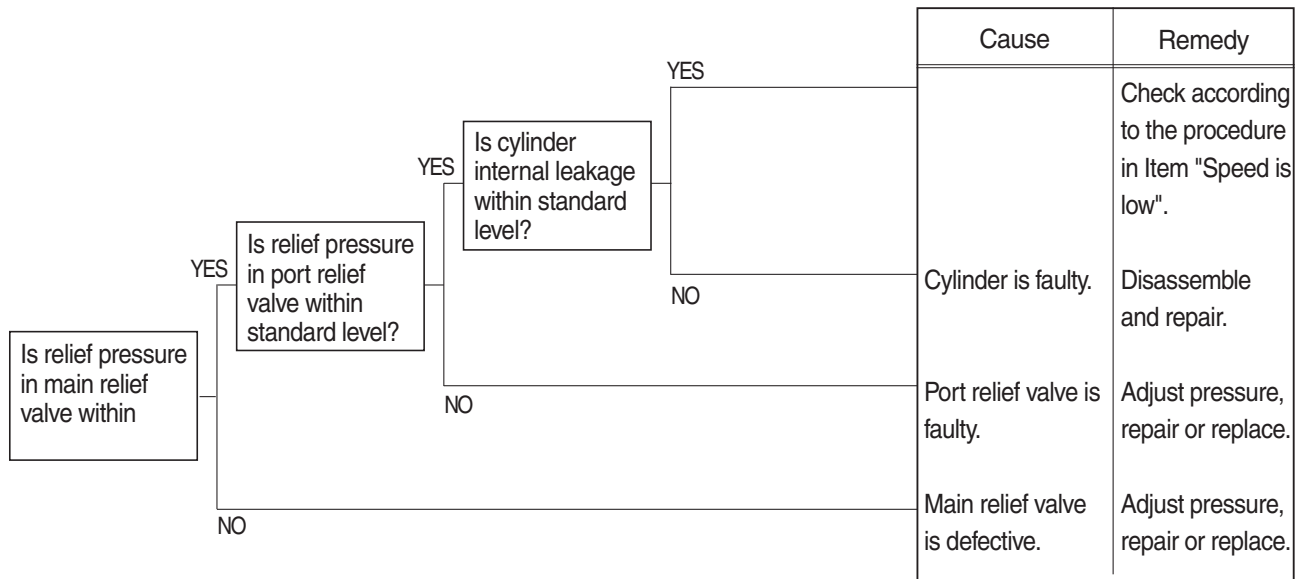 Cause
Remedy
YES
Check according
to the procedure
in Item "Speed is
low".
YES
Is cylinder
internal leakage
within standard
level?
NO
Cylinder is faulty.
Disassemble
and repair.
YES
Is relief pressure
in port relief
valve within
standard level?
NO
Port relief valve is
faulty.
Adjust pressure,
repair or replace.
Is relief pressure
in main relief
valve within
NO
Main relief valve
is defective.
Adjust pressure,
repair or replace.